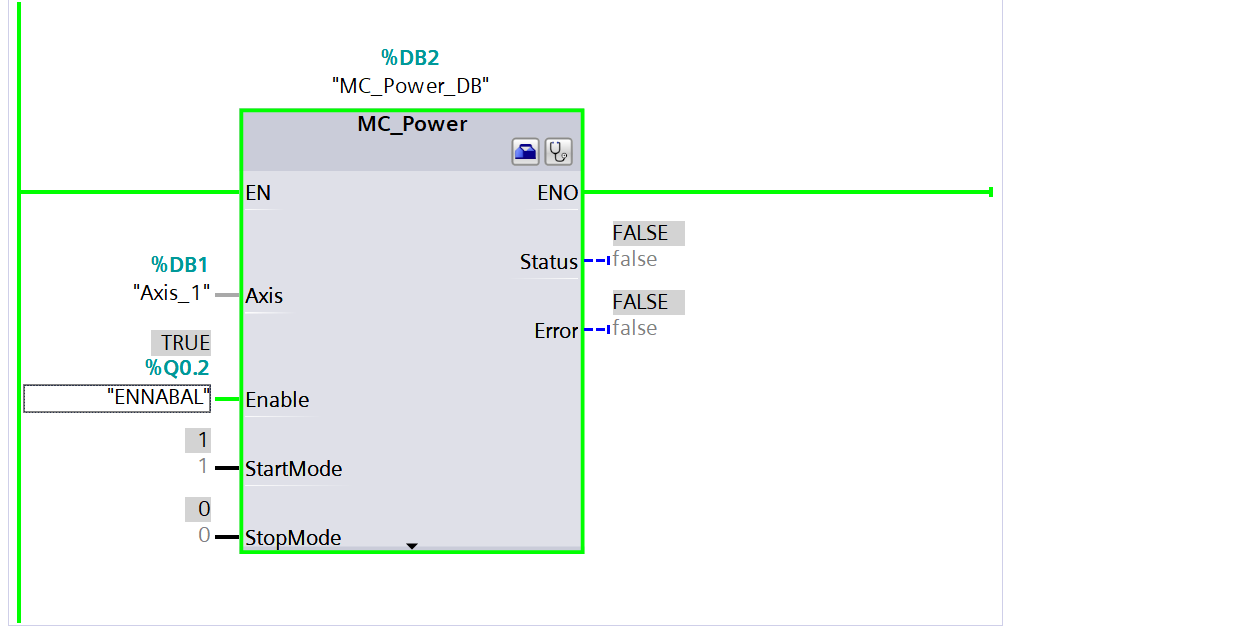 %DB2
"MC_Power_DB"
MC_Power
EN
ENO
FALSE
Status
false
%DB1
"Axis_1"
Axis
FALSE
Error
false
TRUE
%Q0.2
"ENNABAL"
Enable
1
1
StartMode
0
0
StopMode